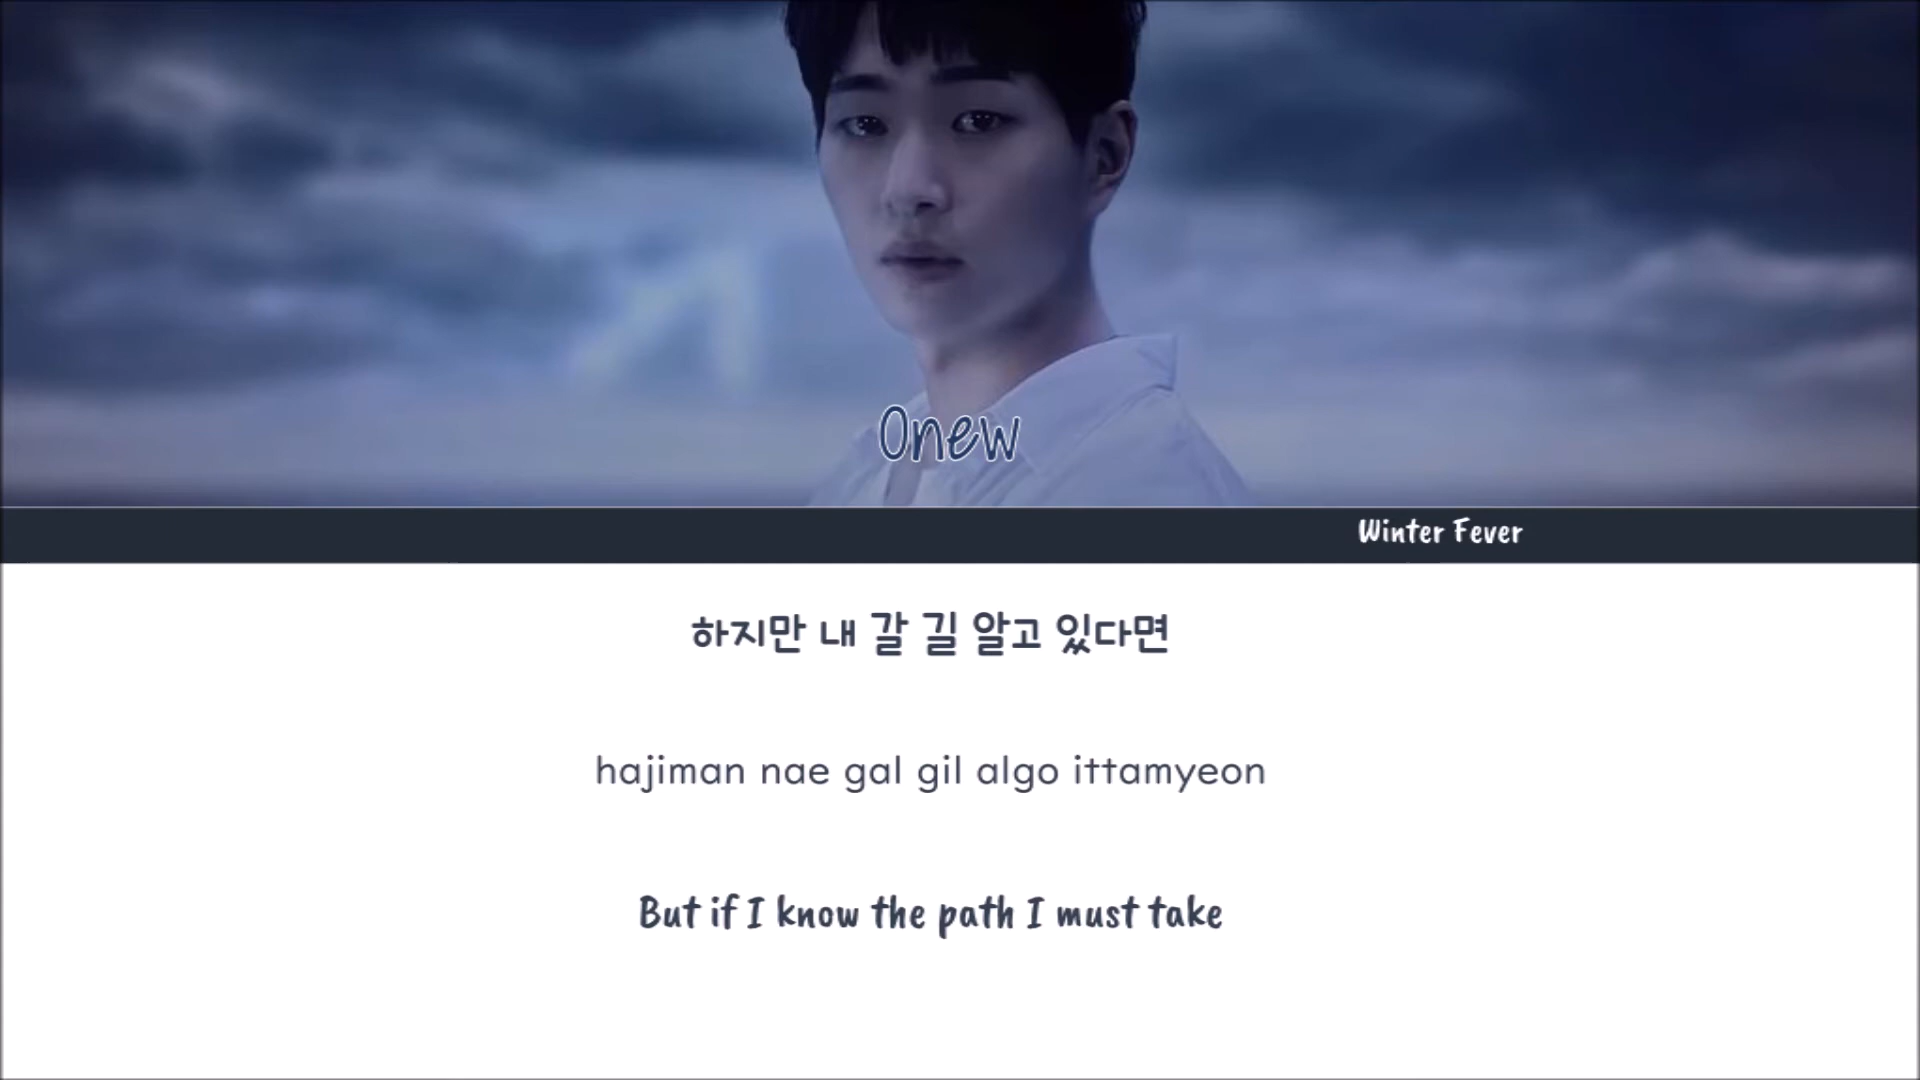 Onew
Winter Fever
하지만 내 갈 길 알고 있다면
hajiman nae gal gil algo ittamyeon
But if I know the path I must take